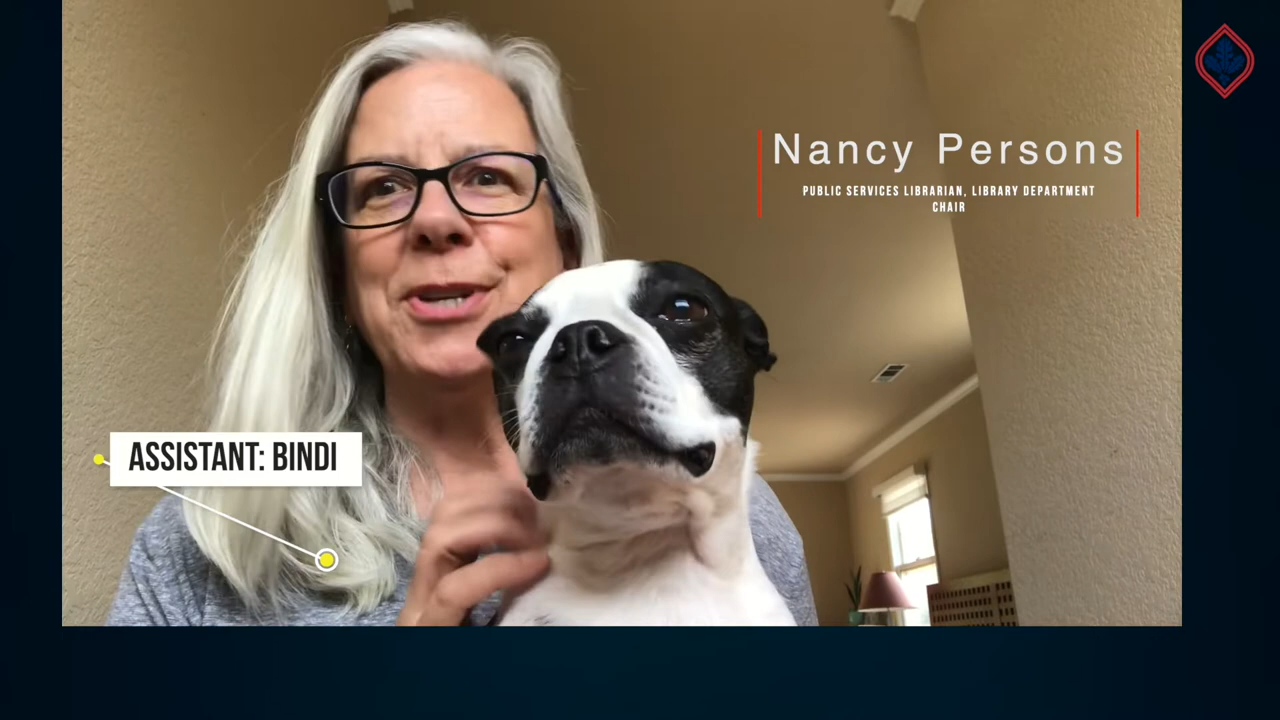 Nancy Persons
PUBLIC SERVICES LIBRARIAN, LIBRARY DEPARTMENT
CHAIR
ASSISTANT: BINDI